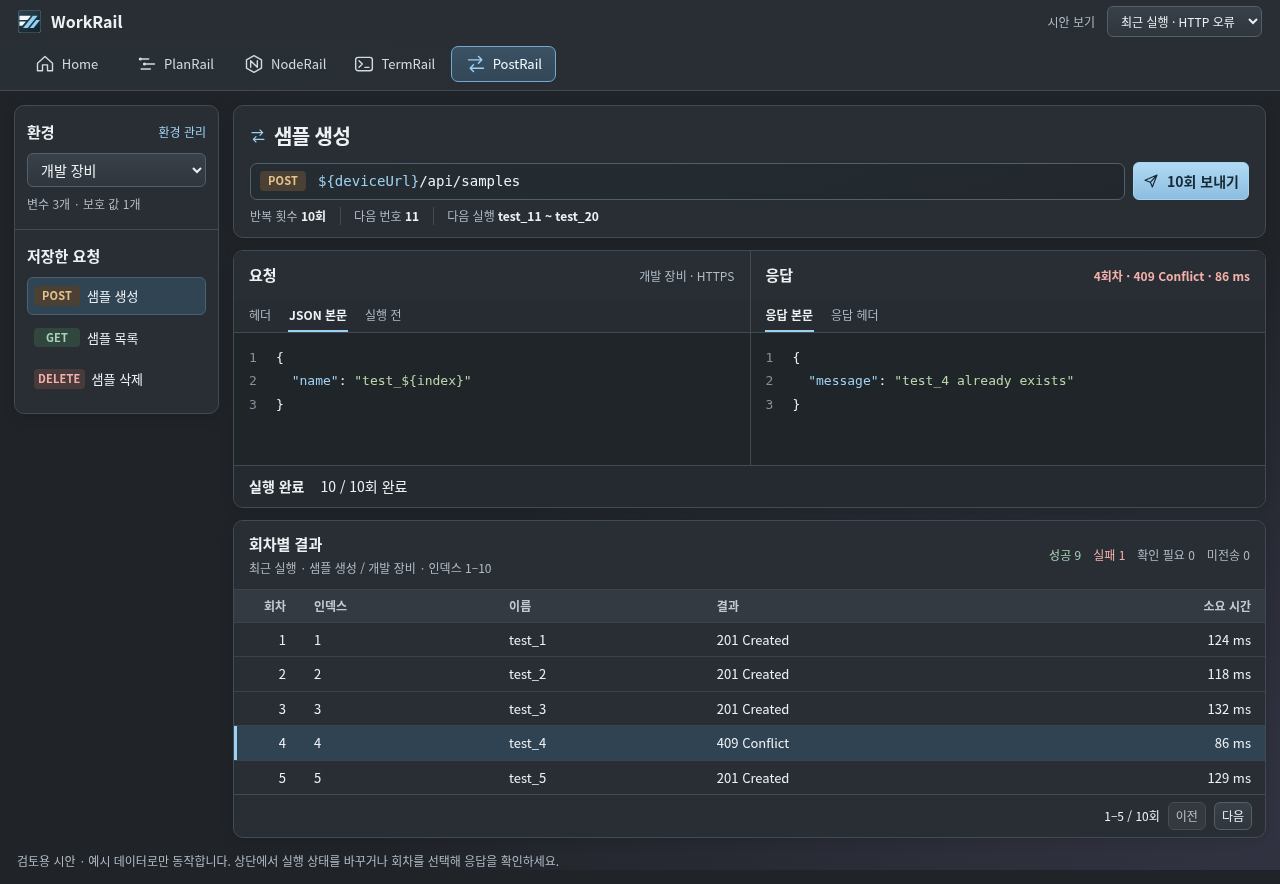 WorkRail
시안 보기 최근 실행 · HTTP 오류
Home PlanRail NodeRail TermRail PostRail
환경 환경 관리
개발 장비
변수 3개 · 보호 값 1개
저장한 요청
POST 샘플 생성
GET 샘플 목록
DELETE 샘플 삭제
샘플 생성
POST ${deviceUrl}/api/samples 10회 보내기
반복 횟수 10회 다음 번호 11 다음 실행 test_11 ~ test_20
요청 개발 장비 · HTTPS
헤더 JSON 본문 실행 전
1 {
2 "name": "test_${index}"
3 }
응답 4회차 · 409 Conflict · 86 ms
응답 본문 응답 헤더
1 {
2 "message": "test_4 already exists"
3 }
실행 완료 10 / 10회 완료
회차별 결과
최근 실행 · 샘플 생성 / 개발 장비 · 인덱스 1–10
성공 9 실패 1 확인 필요 0 미전송 0
회차 인덱스 이름 결과 소요 시간
1 1 test_1 201 Created 124 ms
2 2 test_2 201 Created 118 ms
3 3 test_3 201 Created 132 ms
4 4 test_4 409 Conflict 86 ms
5 5 test_5 201 Created 129 ms
1–5 / 10회 이전 다음
검토용 시안 · 예시 데이터로만 동작합니다. 상단에서 실행 상태를 바꾸거나 회차를 선택해 응답을 확인하세요.